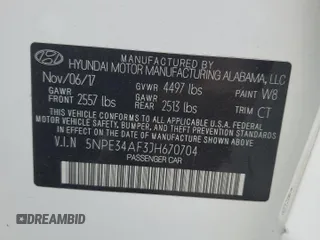 MANUFACTURED BY
HYUNDAI MOTOR MANUFACTURING ALABAMA, LLC
Nov/06/17 GVWR 4497 lbs PAINT W8
GAWR FRONT 2557 lbs GAWR REAR 2513 lbs TRIM CT
THIS VEHICLE CONFORMS TO ALL APPLICABLE U.S.A. FEDERAL
MOTOR VEHICLE SAFETY, BUMPER, AND THEFT PREVENTION
STANDARDS IN EFFECT ON THE DATE OF MANUFACTURE
SHOWN ABOVE.
V.I.N 5NPE34AF3JH670704
PASSENGER CAR
DREAMBID